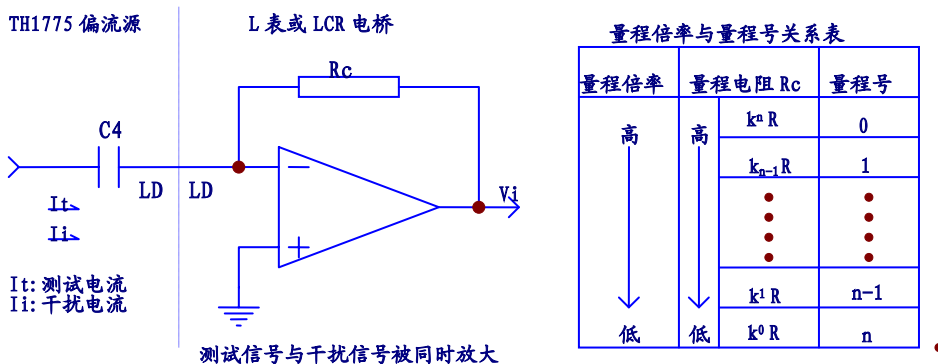 TH1775 偏流源
L 表或 LCR 电桥
Rc
C4
LD
LD
It
Ii
Vi
It: 测试电流
Ii: 干扰电流
测试信号与干扰信号被同时放大
量程倍率与量程号关系表
量程倍率 量程电阻 Rc 量程号
高 高 kⁿ R 0
kₙ₋₁ R 1
k¹ R n-1
低 低 k⁰ R n